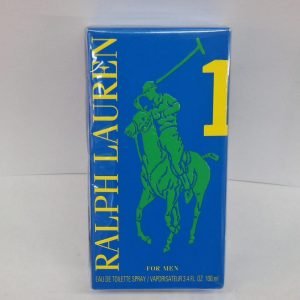 RALPH LAUREN
1
FOR MEN
EAU DE TOILETTE SPRAY / VAPORISATEUR 3.4 FL. OZ. 100 ml